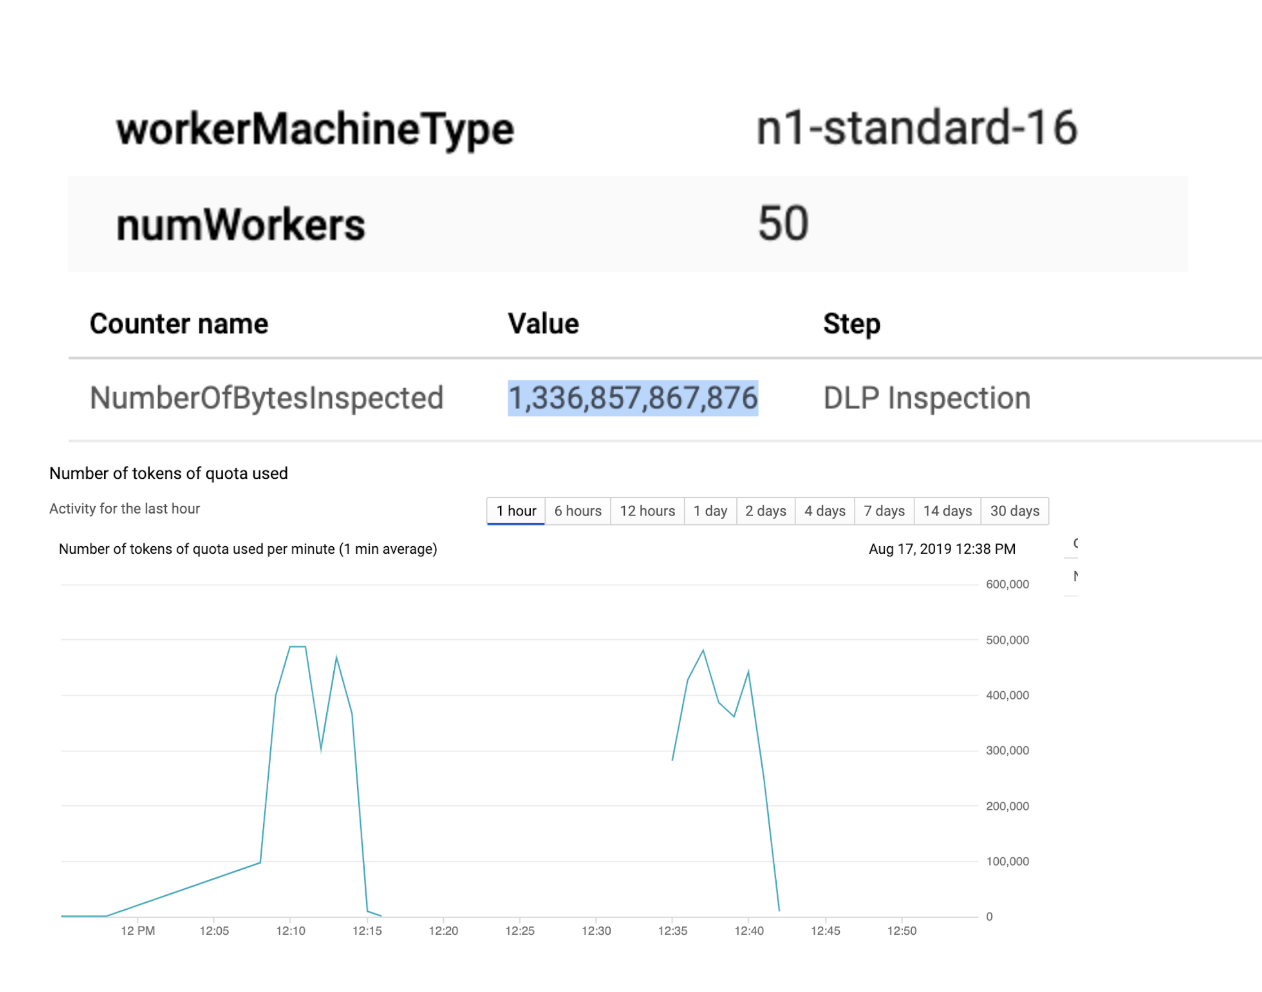 workerMachineType n1-standard-16
numWorkers 50
Counter name Value Step
NumberOfBytesInspected 1,336,857,867,876 DLP Inspection
Number of tokens of quota used
Activity for the last hour
1 hour 6 hours 12 hours 1 day 2 days 4 days 7 days 14 days 30 days
Number of tokens of quota used per minute (1 min average) Aug 17, 2019 12:38 PM
600,000
500,000
400,000
300,000
200,000
100,000
0
12 PM 12:05 12:10 12:15 12:20 12:25 12:30 12:35 12:40 12:45 12:50